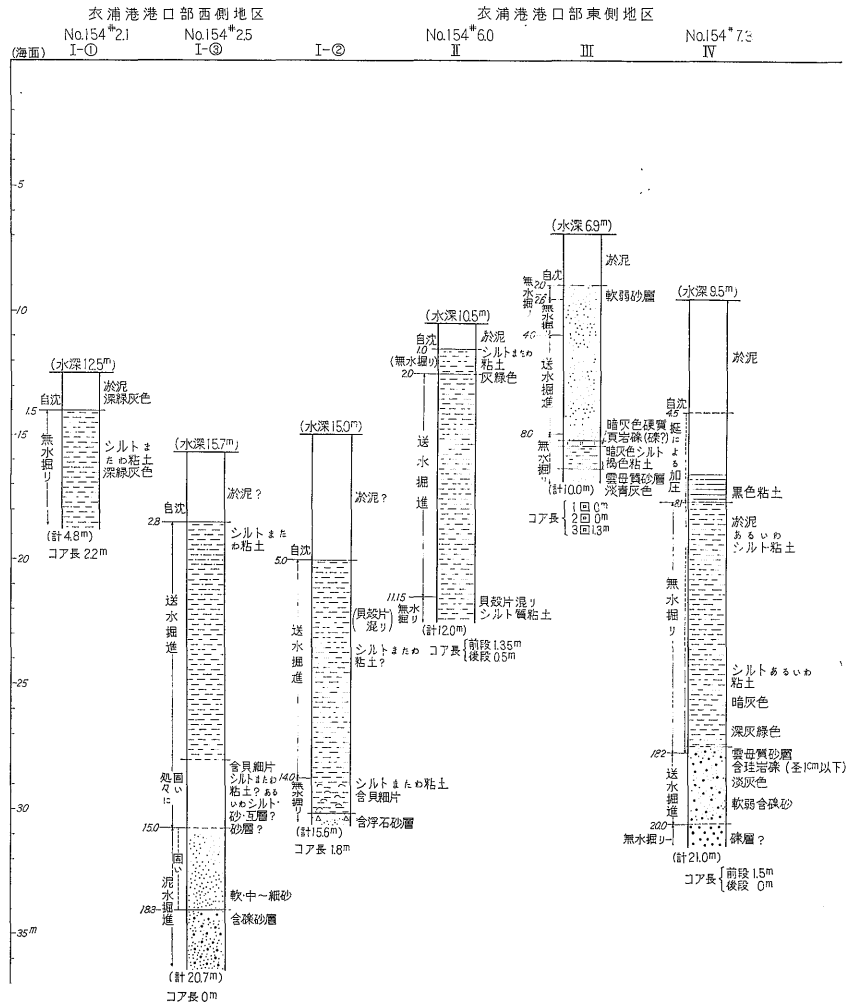 衣浦港港口部西側地区
衣浦港港口部東側地区
(海面)
-5
-10
-15
-20
-25
-30
35m
No.154#2.1
I-①
(水深12.5m)
淤泥
深緑灰色
自沈
1.5
無水掘り
シルトま
たわ粘土
深緑灰色
(計4.8m)
コア長2.2m
No.154#2.5
I-③
(水深15.7m)
淤泥?
自沈
2.8
シルトまた
わ粘土
送水掘進
含貝細片
シルトまたわ
粘土?ある
いわシルト・
砂・互層?
砂層?
処々に
固い
15.0
固い
泥水掘進
軟・中~細砂
18.3
含礫砂層
(計20.7m)
コア長0m
I-②
(水深15.0m)
淤泥?
自沈
5.0
(貝殻片
混り)
送水掘進
シルトまたわ
粘土?
14.0
無水掘り
シルトまたわ粘土
含貝細片
含浮石砂層
(計15.6m)
コア長1.8m
No.154#6.0
II
(水深10.5m)
自沈
淤泥
1.0
(無水掘り)
シルトまたわ
粘土
灰緑色
2.0
送水掘進
11.15
無水掘り
貝殻片混り
シルト質粘土
(計12.0m)
コア長{前段1.35m
後段0.5m
III
(水深6.9m)
淤泥
自沈
2.0
無水掘り
2.6
軟弱砂層
無水掘り
4.0
送水掘進
8.0
暗灰色硬質
頁岩礫(礫?)
暗灰色シルト
褐色粘土
無水掘り
雲母質砂層
淡青灰色
(計10.0m)
コア長{1回0m
2回0m
3回1.3m
No.154#7.3
IV
(水深9.5m)
淤泥
自沈
4.5
挺による加圧
黒色粘土
8.1
淤泥
あるいわ
シルト粘土
無水掘り
シルトあるいわ
粘土
暗灰色
深灰緑色
18.2
雲母質砂層
含珪岩礫(圣1cm以下)
淡灰色
送水掘進
軟弱含礫砂
20.0
無水掘り
礫層?
(計21.0m)
コア長{前段1.5m
後段0m